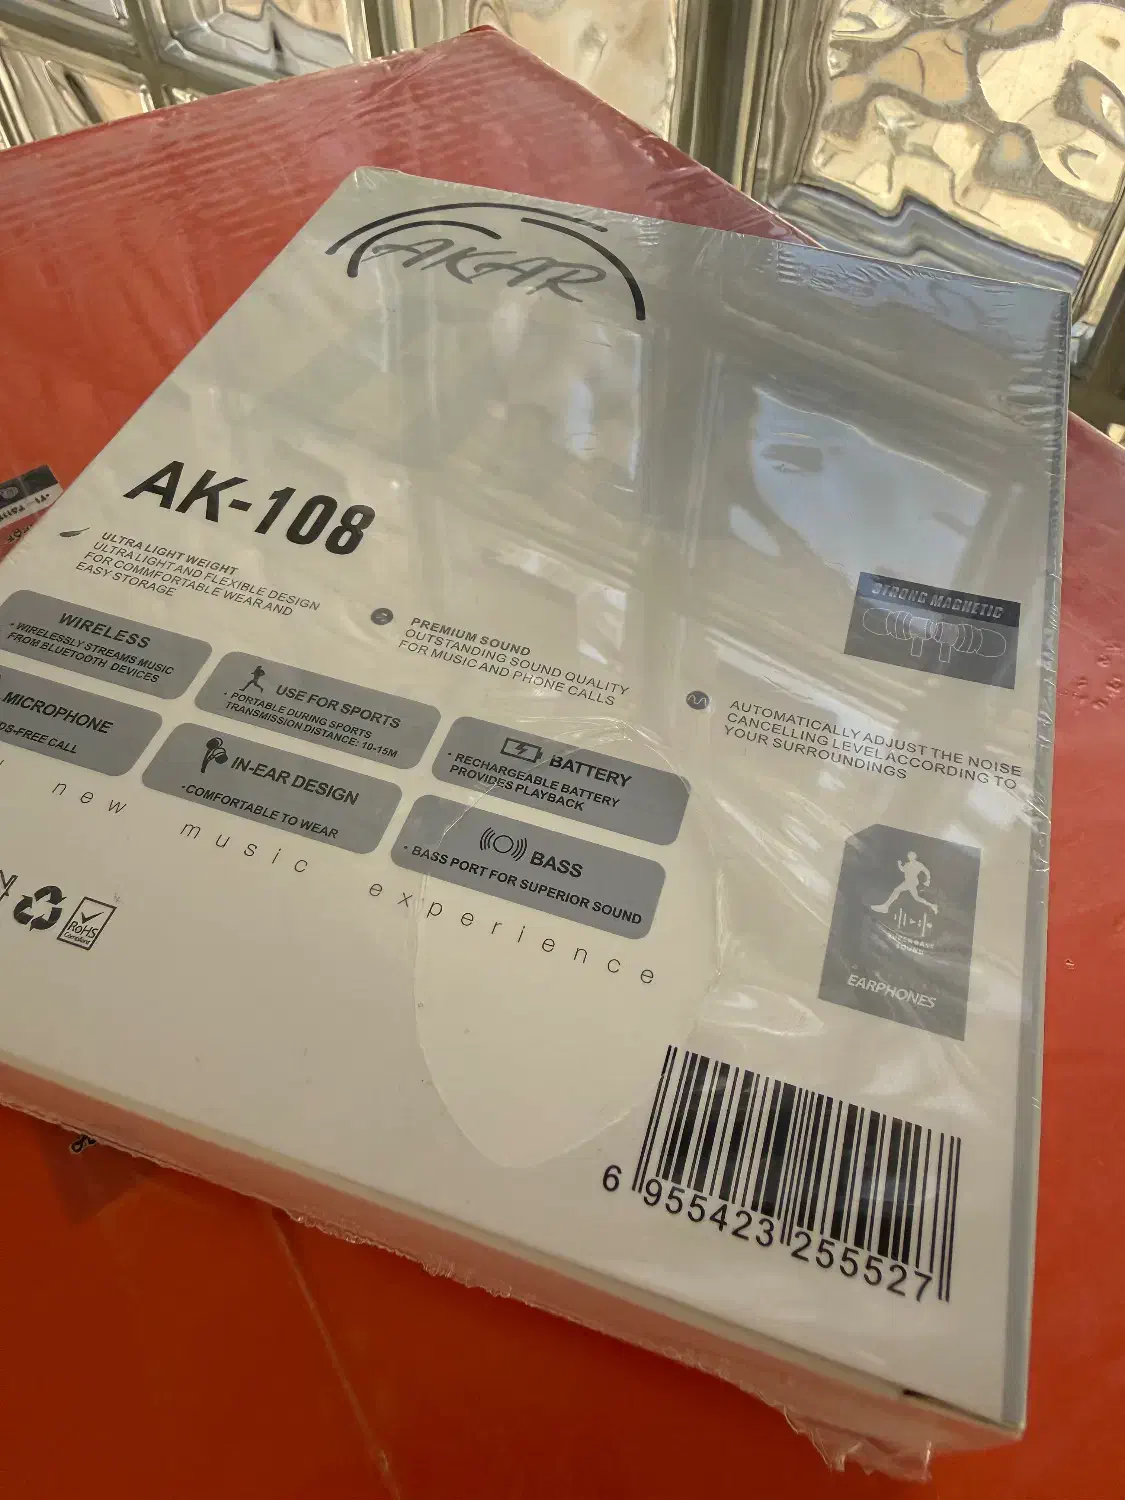 AKAR
AK-108
ULTRA LIGHT WEIGHT
ULTRALIGHT AND FLEXIBLE DESIGN
FOR COMMFORTABLE WEAR AND
EASY STORAGE
PREMIUM SOUND
OUTSTANDING SOUND QUALITY
FOR MUSIC AND PHONE CALLS
STRONG MAGNETIC
AUTOMATICALLY ADJUST THE NOISE
CANCELLING LEVEL ACCORDING TO
YOUR SURROUNDINGS
WIRELESS
• WIRELESSLY STREAMS MUSIC
FROM BLUETOOTH DEVICES
USE FOR SPORTS
• PORTABLE DURING SPORTS
TRANSMISSION DISTANCE: 10-15M
BATTERY
• RECHARGEABLE BATTERY
PROVIDES PLAYBACK
MICROPHONE
DS-FREE CALL
IN-EAR DESIGN
•COMFORTABLE TO WEAR
BASS
• BASS PORT FOR SUPERIOR SOUND
new music experience
RoHS
Compliant
SOUND
EARPHONES
6 955423 255527